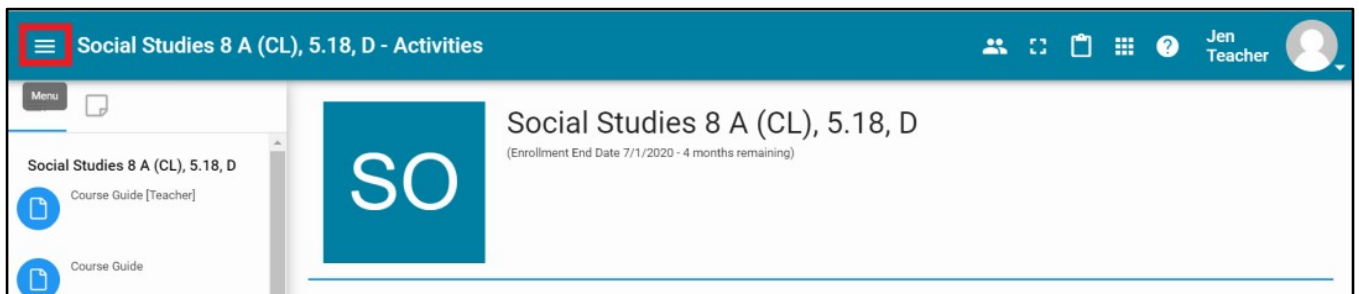 Social Studies 8 A (CL), 5.18, D - Activities
?
Jen
Teacher
Menu
Social Studies 8 A (CL), 5.18, D
Course Guide [Teacher]
Course Guide
SO
Social Studies 8 A (CL), 5.18, D
(Enrollment End Date 7/1/2020 - 4 months remaining)